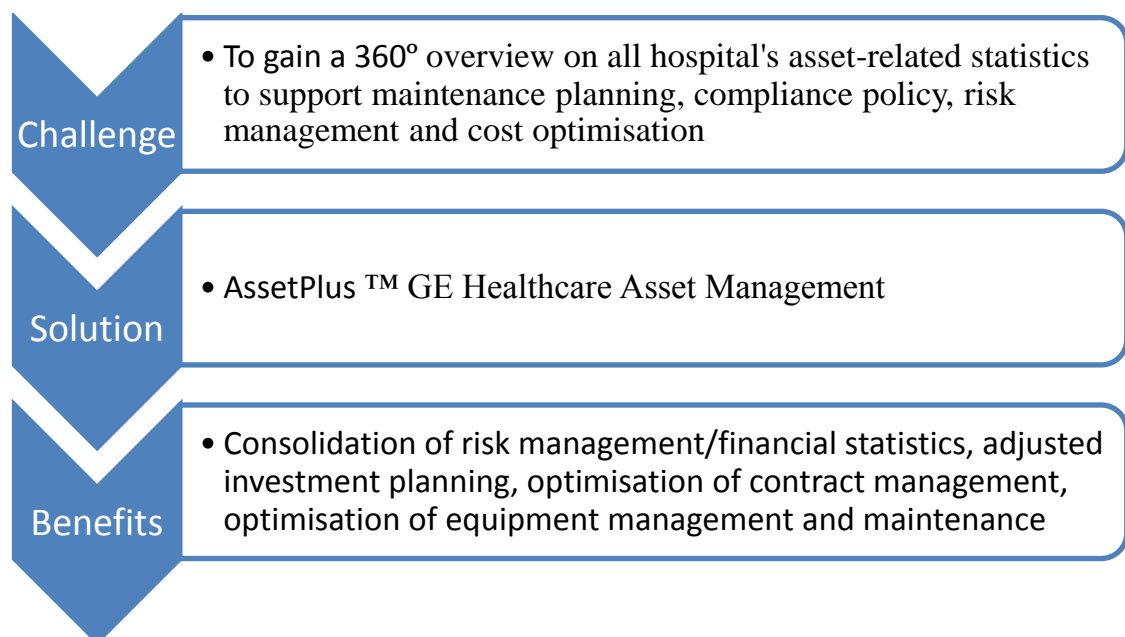 Challenge
• To gain a 360º overview on all hospital's asset-related statistics
to support maintenance planning, compliance policy, risk
management and cost optimisation
Solution
• AssetPlus ™ GE Healthcare Asset Management
Benefits
• Consolidation of risk management/financial statistics, adjusted
investment planning, optimisation of contract management,
optimisation of equipment management and maintenance